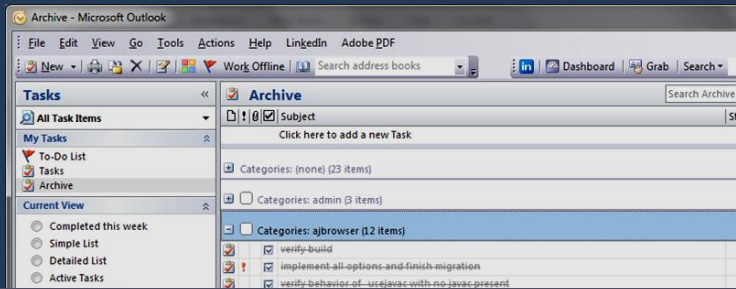 Archive - Microsoft Outlook
File Edit View Go Tools Actions Help LinkedIn Adobe PDF
New Work Offline Search address books in Dashboard Grab Search
Tasks « Archive Search Archive
All Task Items ! Subject
My Tasks Click here to add a new Task
To-Do List
Tasks Categories: (none) (23 items)
Archive
Current View Categories: admin (3 items)
Completed this week Categories: ajbrowser (12 items)
Simple List verify build
Detailed List ! implement all options and finish migration
Active Tasks verify behavior of -usejavac with no javac present